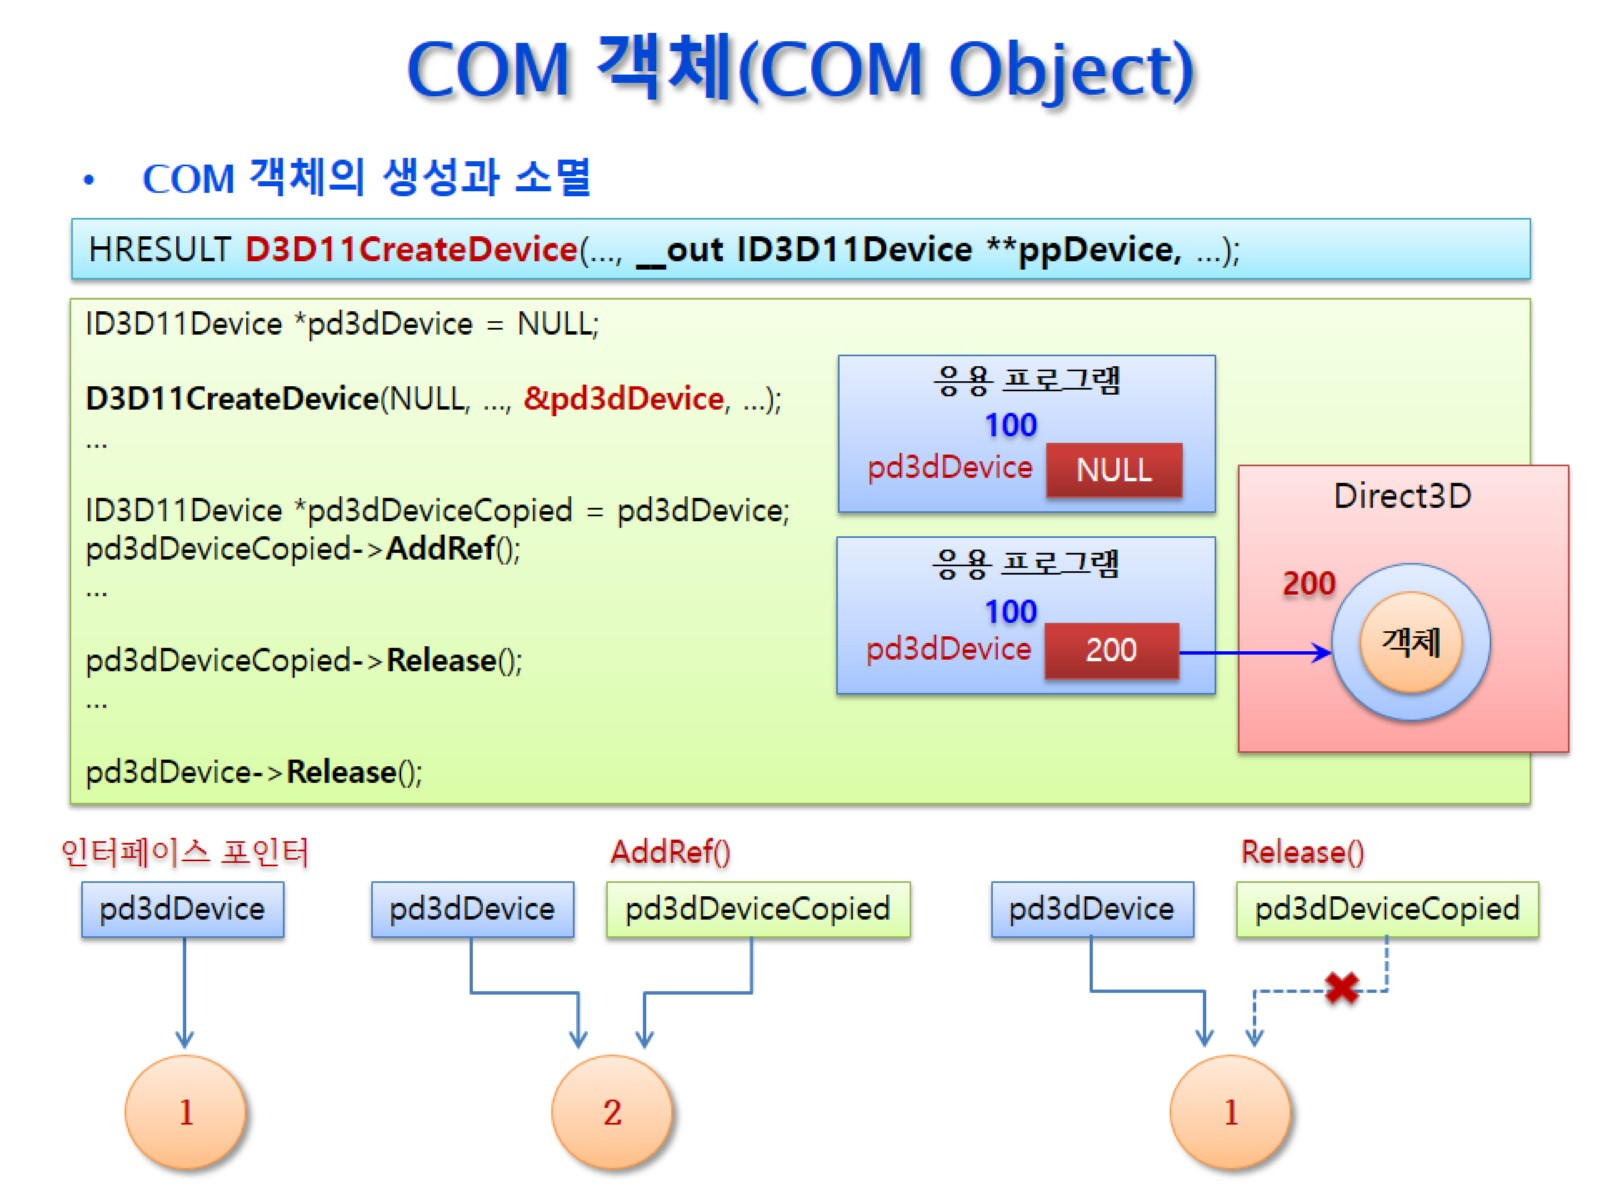 COM 객체(COM Object)
• COM 객체의 생성과 소멸
HRESULT D3D11CreateDevice(..., __out ID3D11Device **ppDevice, ...);
ID3D11Device *pd3dDevice = NULL;
D3D11CreateDevice(NULL, ..., &pd3dDevice, ...);
...
ID3D11Device *pd3dDeviceCopied = pd3dDevice;
pd3dDeviceCopied->AddRef();
...
pd3dDeviceCopied->Release();
...
pd3dDevice->Release();
응용 프로그램
100
pd3dDevice NULL
응용 프로그램
100
pd3dDevice 200
Direct3D
200
객체
인터페이스 포인터
pd3dDevice
1
AddRef()
pd3dDevice pd3dDeviceCopied
2
Release()
pd3dDevice pd3dDeviceCopied
1